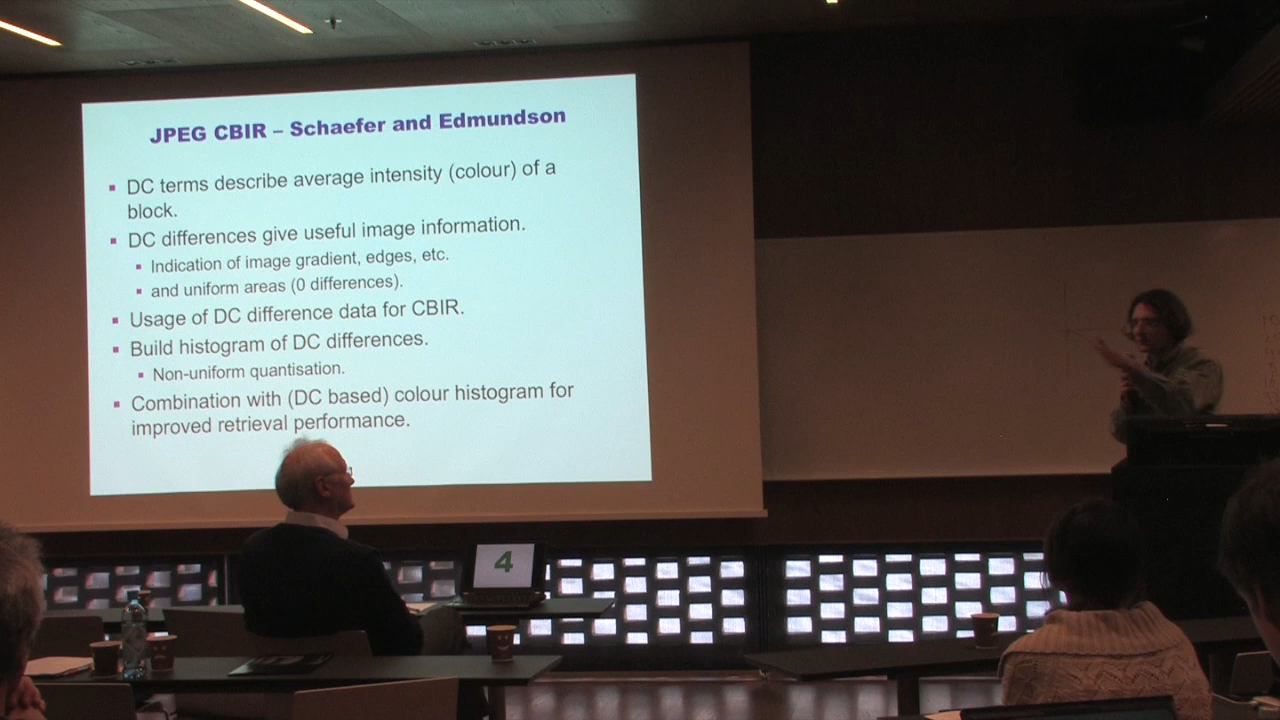 JPEG CBIR – Schaefer and Edmundson
DC terms describe average intensity (colour) of a
block.
DC differences give useful image information.
Indication of image gradient, edges, etc.
and uniform areas (0 differences).
Usage of DC difference data for CBIR.
Build histogram of DC differences.
Non-uniform quantisation.
Combination with (DC based) colour histogram for
improved retrieval performance.
4